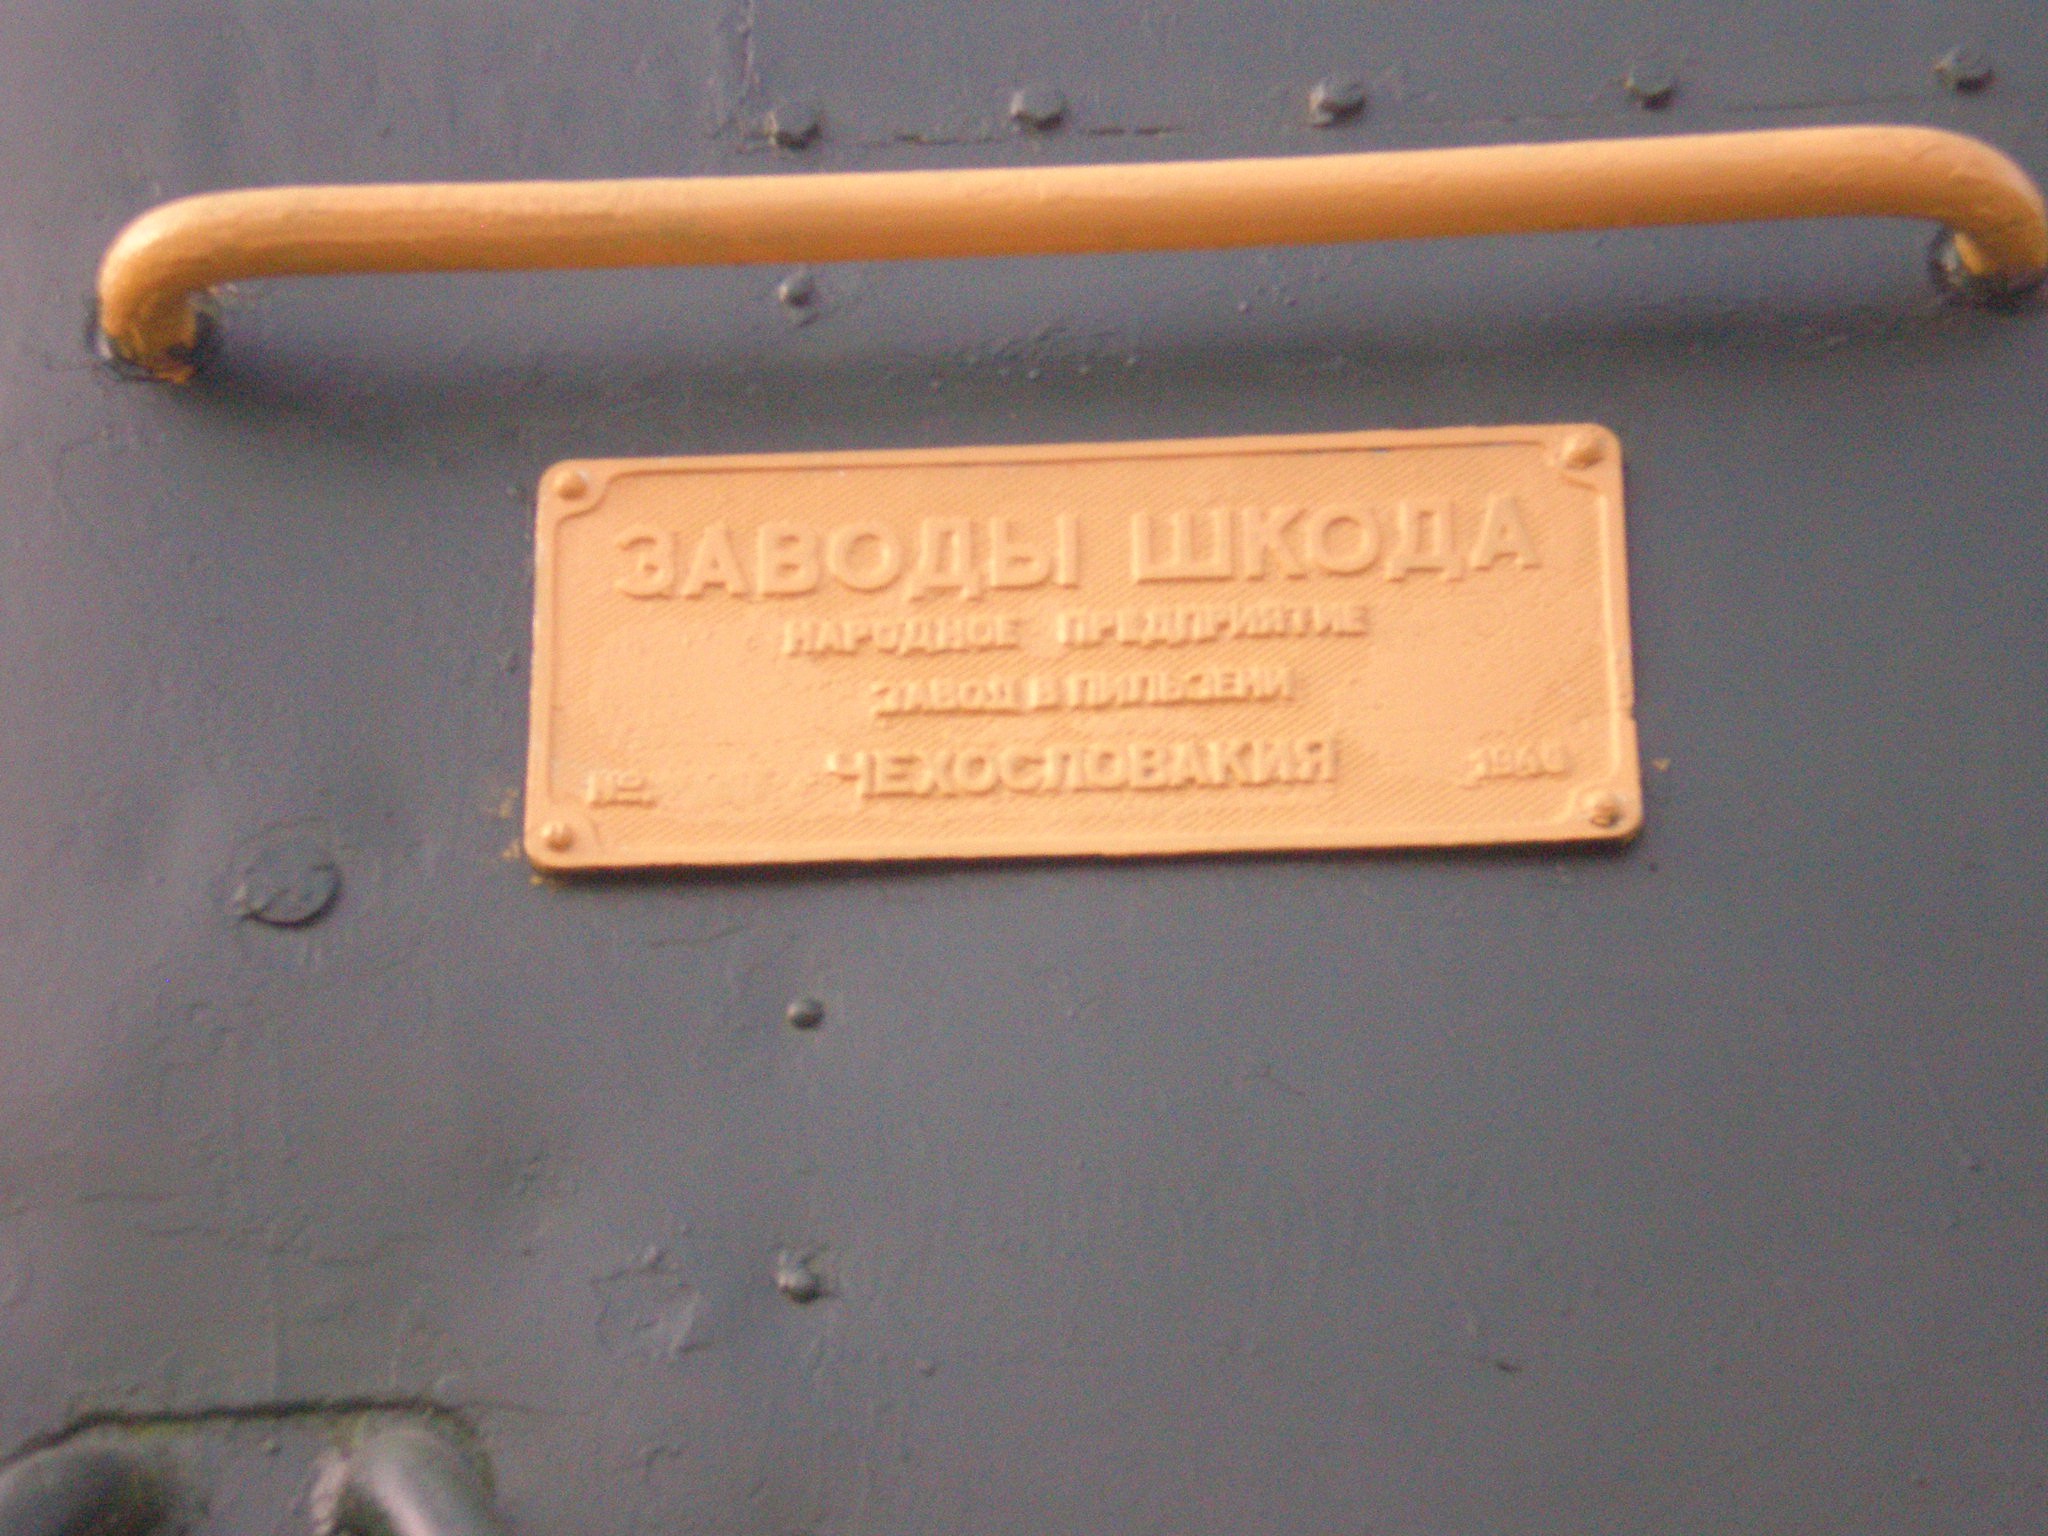 ЗАВОДЫ ШКОДА
НАРОДНОЕ ПРЕДПРИЯТИЕ
ЗАВОД В ПИЛЬЗЕНИ
№ ЧЕХОСЛОВАКИЯ